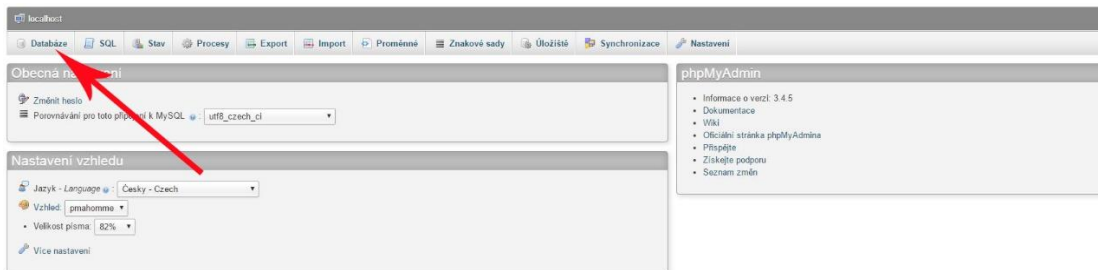 localhost
Databáze SQL Stav Procesy Export Import Proměnné Znakové sady Úložiště Synchronizace Nastavení
Obecná na ení
Změnit heslo
Porovnávání pro toto připojení k MySQL : utf8_czech_ci
Nastavení vzhledu
Jazyk - Language : Česky - Czech
Vzhled: pmahomme
• Velikost písma: 82%
Více nastavení
phpMyAdmin
• Informace o verzi: 3.4.5
• Dokumentace
• Wiki
• Oficiální stránka phpMyAdmina
• Přispějte
• Získejte podporu
• Seznam změn